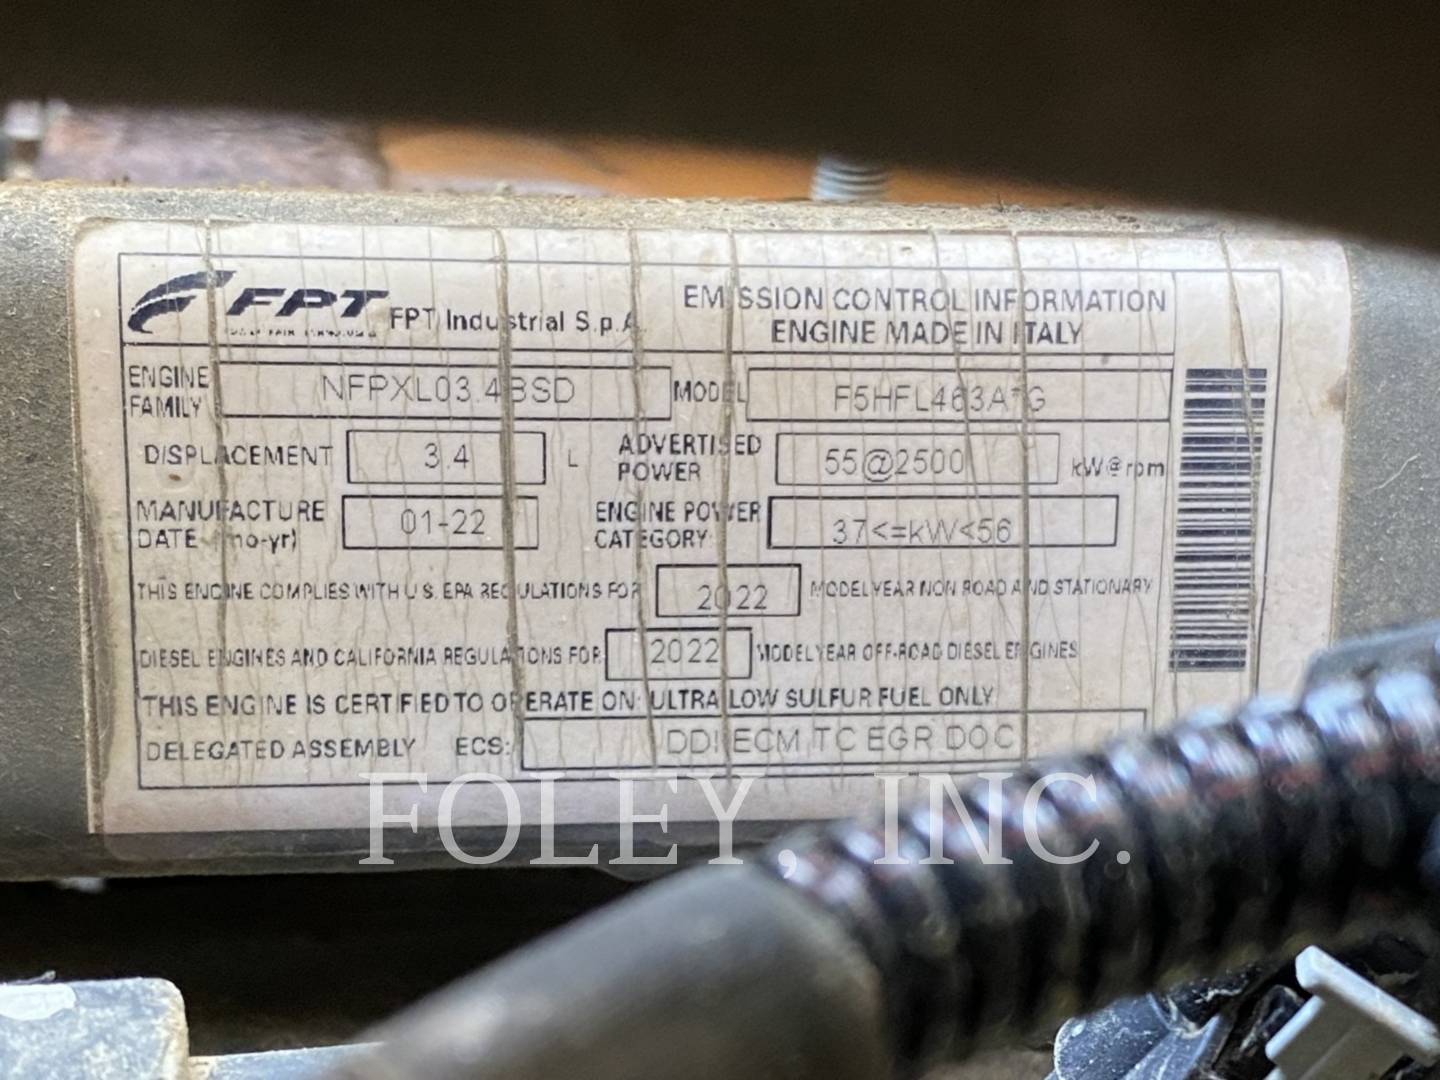 FPT FPT Industrial S.p.A.
EMISSION CONTROL INFORMATION
ENGINE MADE IN ITALY
ENGINE FAMILY NFPXL03.4BSD MODEL F5HFL463A*G
DISPLACEMENT 3.4 L ADVERTISED POWER 55@2500 kW@rpm
MANUFACTURE DATE (mo-yr) 01-22 ENGINE POWER CATEGORY 37<=kW<56
THIS ENGINE COMPLIES WITH U.S. EPA REGULATIONS FOR 2022 MODEL YEAR NON ROAD AND STATIONARY
DIESEL ENGINES AND CALIFORNIA REGULATIONS FOR 2022 MODEL YEAR OFF-ROAD DIESEL ENGINES
THIS ENGINE IS CERTIFIED TO OPERATE ON: ULTRA LOW SULFUR FUEL ONLY
DELEGATED ASSEMBLY ECS: DDI ECM TC EGR DOC
FOLEY, INC.